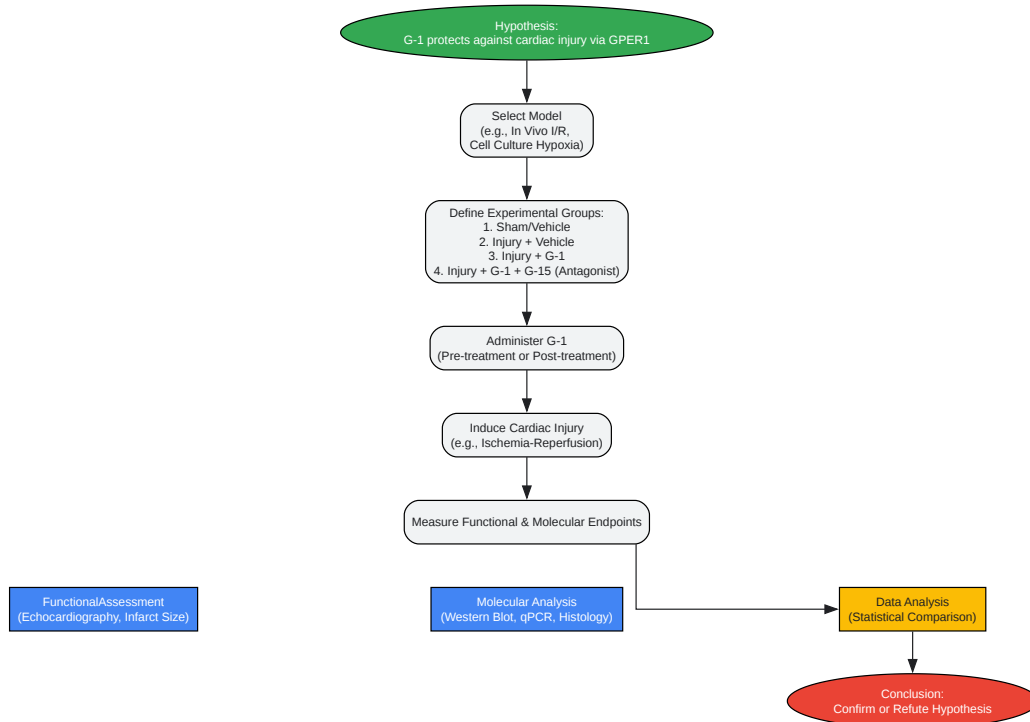 Hypothesis:
G-1 protects against cardiac injury via GPER1
Select Model
(e.g., In Vivo I/R,
Cell Culture Hypoxia)
Define Experimental Groups:
1. Sham/Vehicle
2. Injury + Vehicle
3. Injury + G-1
4. Injury + G-1 + G-15 (Antagonist)
Administer G-1
(Pre-treatment or Post-treatment)
Induce Cardiac Injury
(e.g., Ischemia-Reperfusion)
Measure Functional & Molecular Endpoints
FunctionalAssessment
(Echocardiography, Infarct Size)
Molecular Analysis
(Western Blot, qPCR, Histology)
Data Analysis
(Statistical Comparison)
Conclusion:
Confirm or Refute Hypothesis